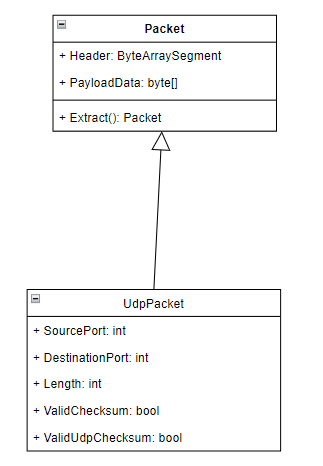 Packet
+ Header: ByteArraySegment
+ PayloadData: byte[]
+ Extract(): Packet
UdpPacket
+ SourcePort: int
+ DestinationPort: int
+ Length: int
+ ValidChecksum: bool
+ ValidUdpChecksum: bool